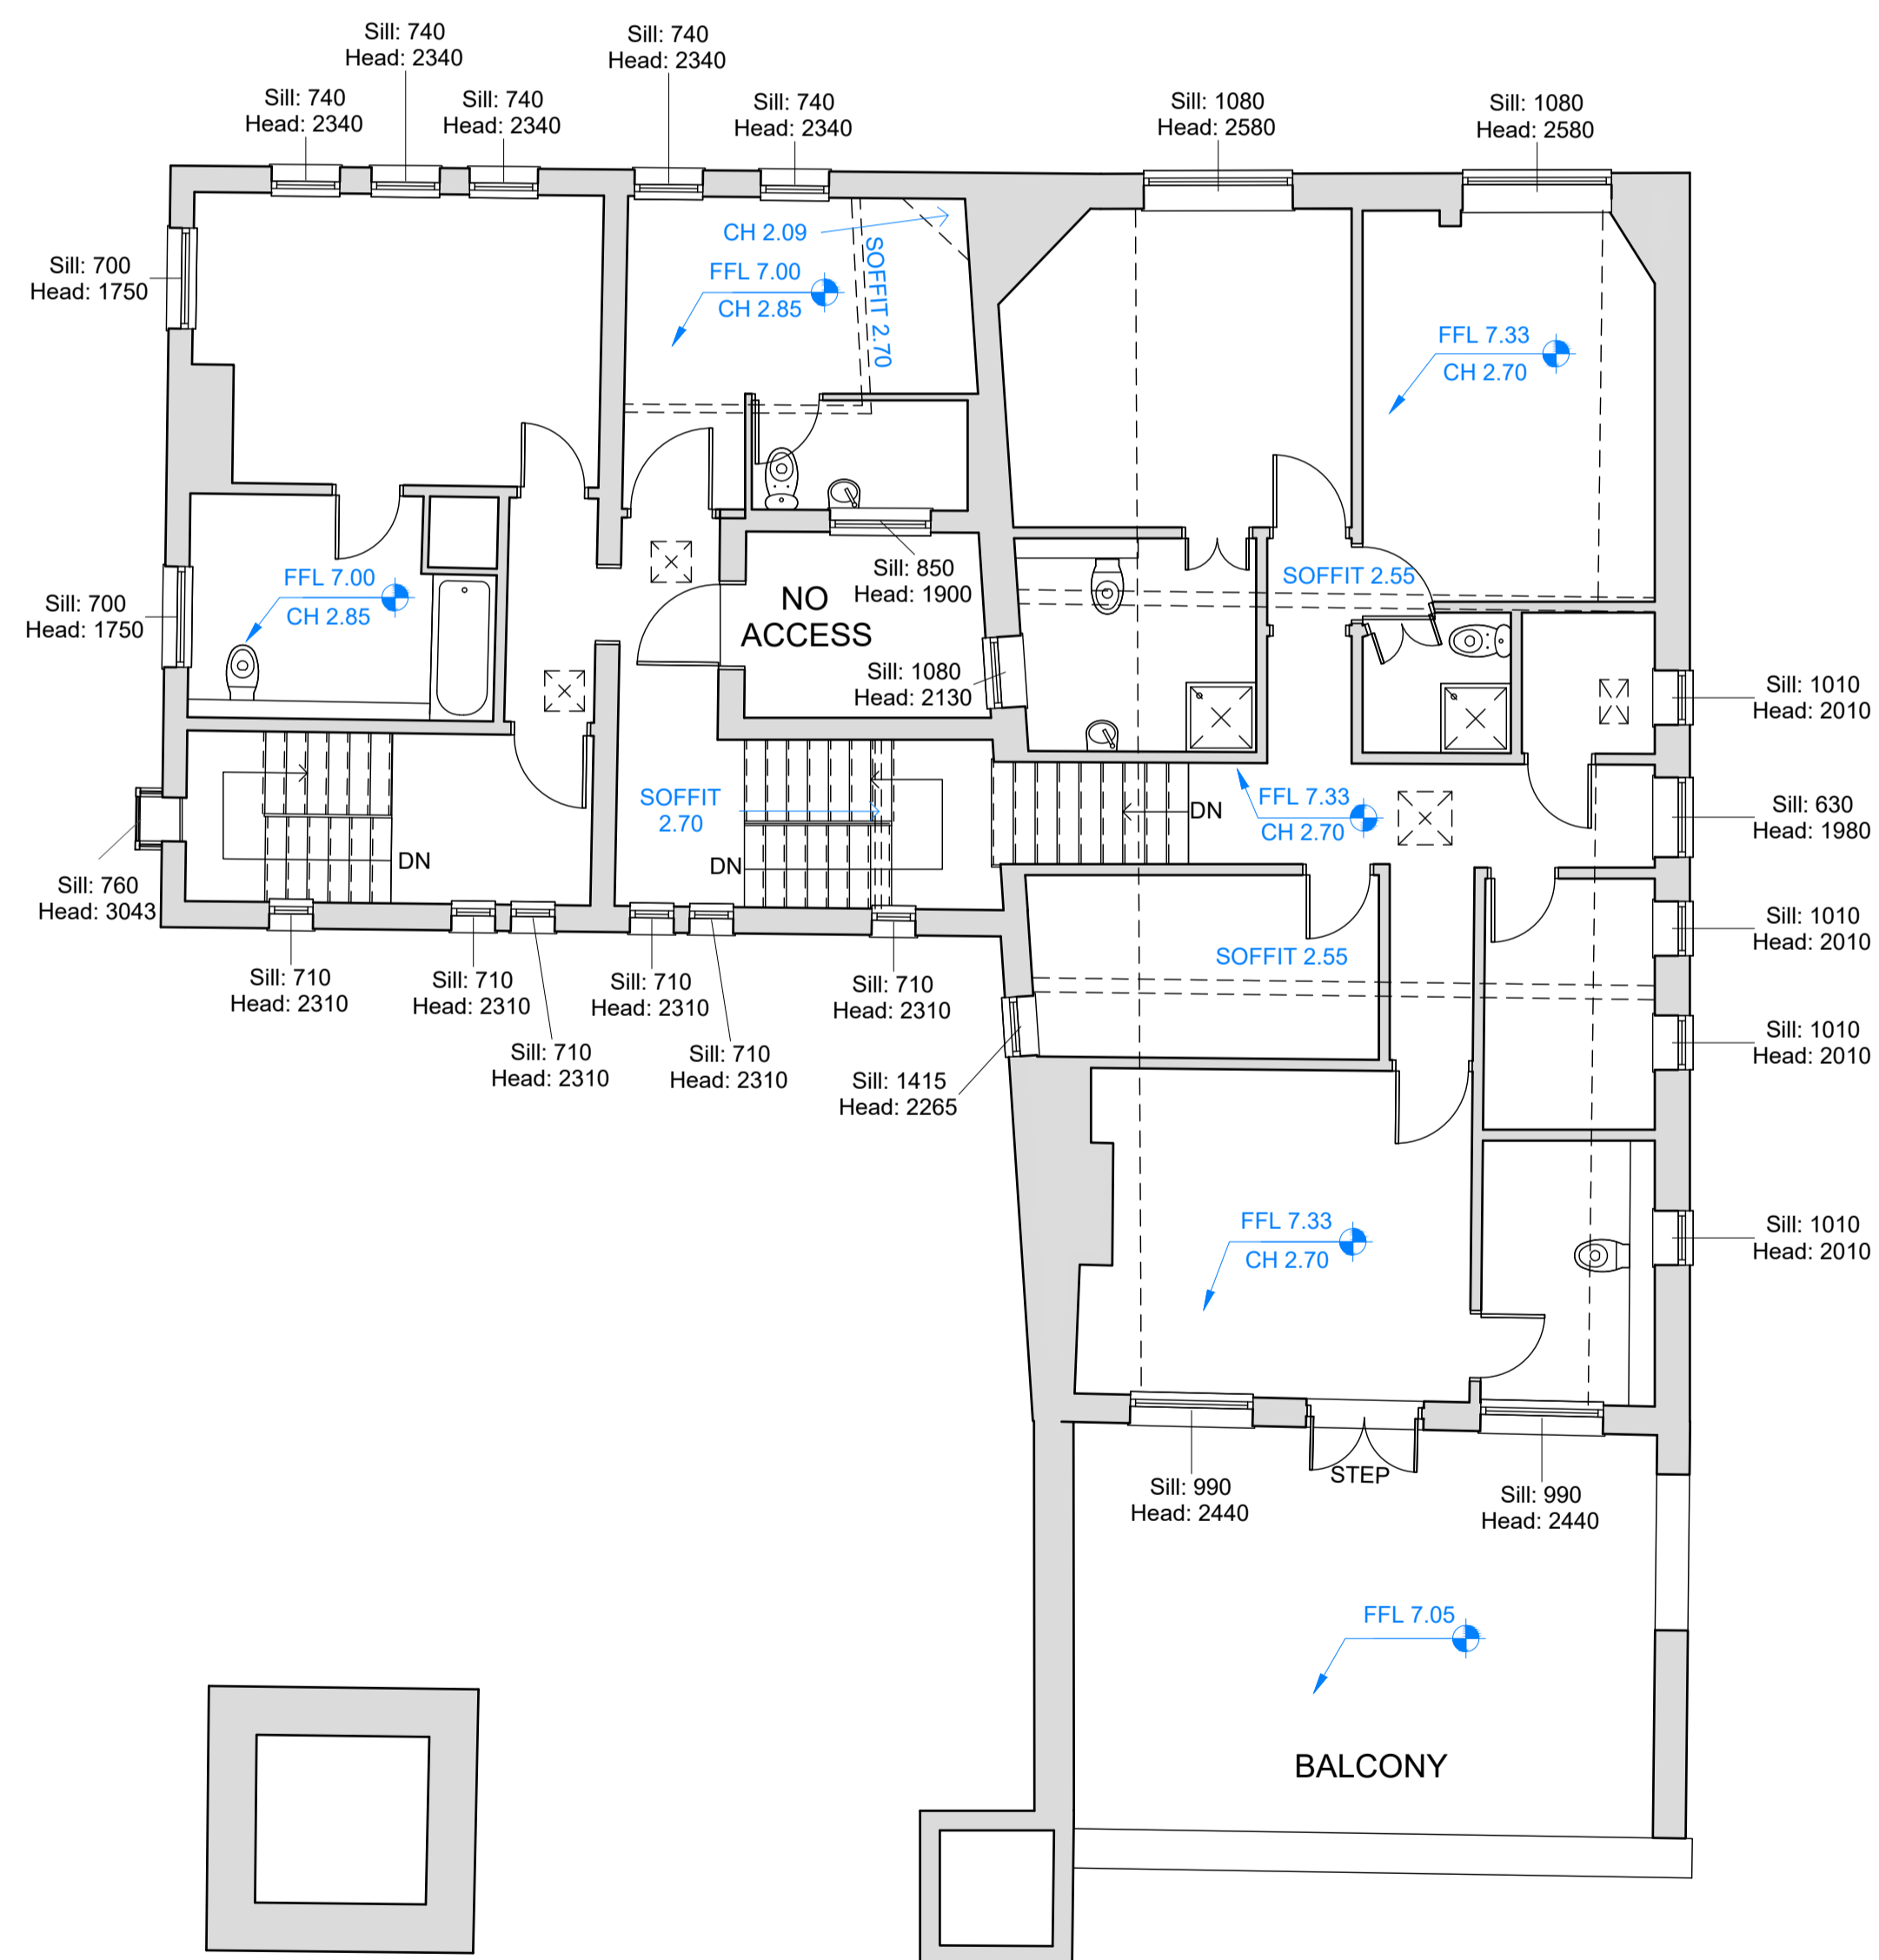 Sill: 740
Head: 2340
Sill: 740
Head: 2340
Sill: 740
Head: 2340
Sill: 740
Head: 2340
Sill: 740
Head: 2340
Sill: 1080
Head: 2580
Sill: 1080
Head: 2580
CH 2.09
SOFFIT 2.70
FFL 7.00
CH 2.85
Sill: 700
Head: 1750
FFL 7.33
CH 2.70
Sill: 850
Head: 1900
SOFFIT 2.55
FFL 7.00
CH 2.85
NO
ACCESS
Sill: 700
Head: 1750
Sill: 1080
Head: 2130
Sill: 1010
Head: 2010
SOFFIT
2.70
FFL 7.33
CH 2.70
DN
Sill: 630
Head: 1980
DN
DN
Sill: 760
Head: 3043
Sill: 1010
Head: 2010
SOFFIT 2.55
Sill: 710
Head: 2310
Sill: 710
Head: 2310
Sill: 710
Head: 2310
Sill: 710
Head: 2310
Sill: 1010
Head: 2010
Sill: 710
Head: 2310
Sill: 710
Head: 2310
Sill: 1415
Head: 2265
FFL 7.33
CH 2.70
Sill: 1010
Head: 2010
STEP
Sill: 990
Head: 2440
Sill: 990
Head: 2440
FFL 7.05
BALCONY